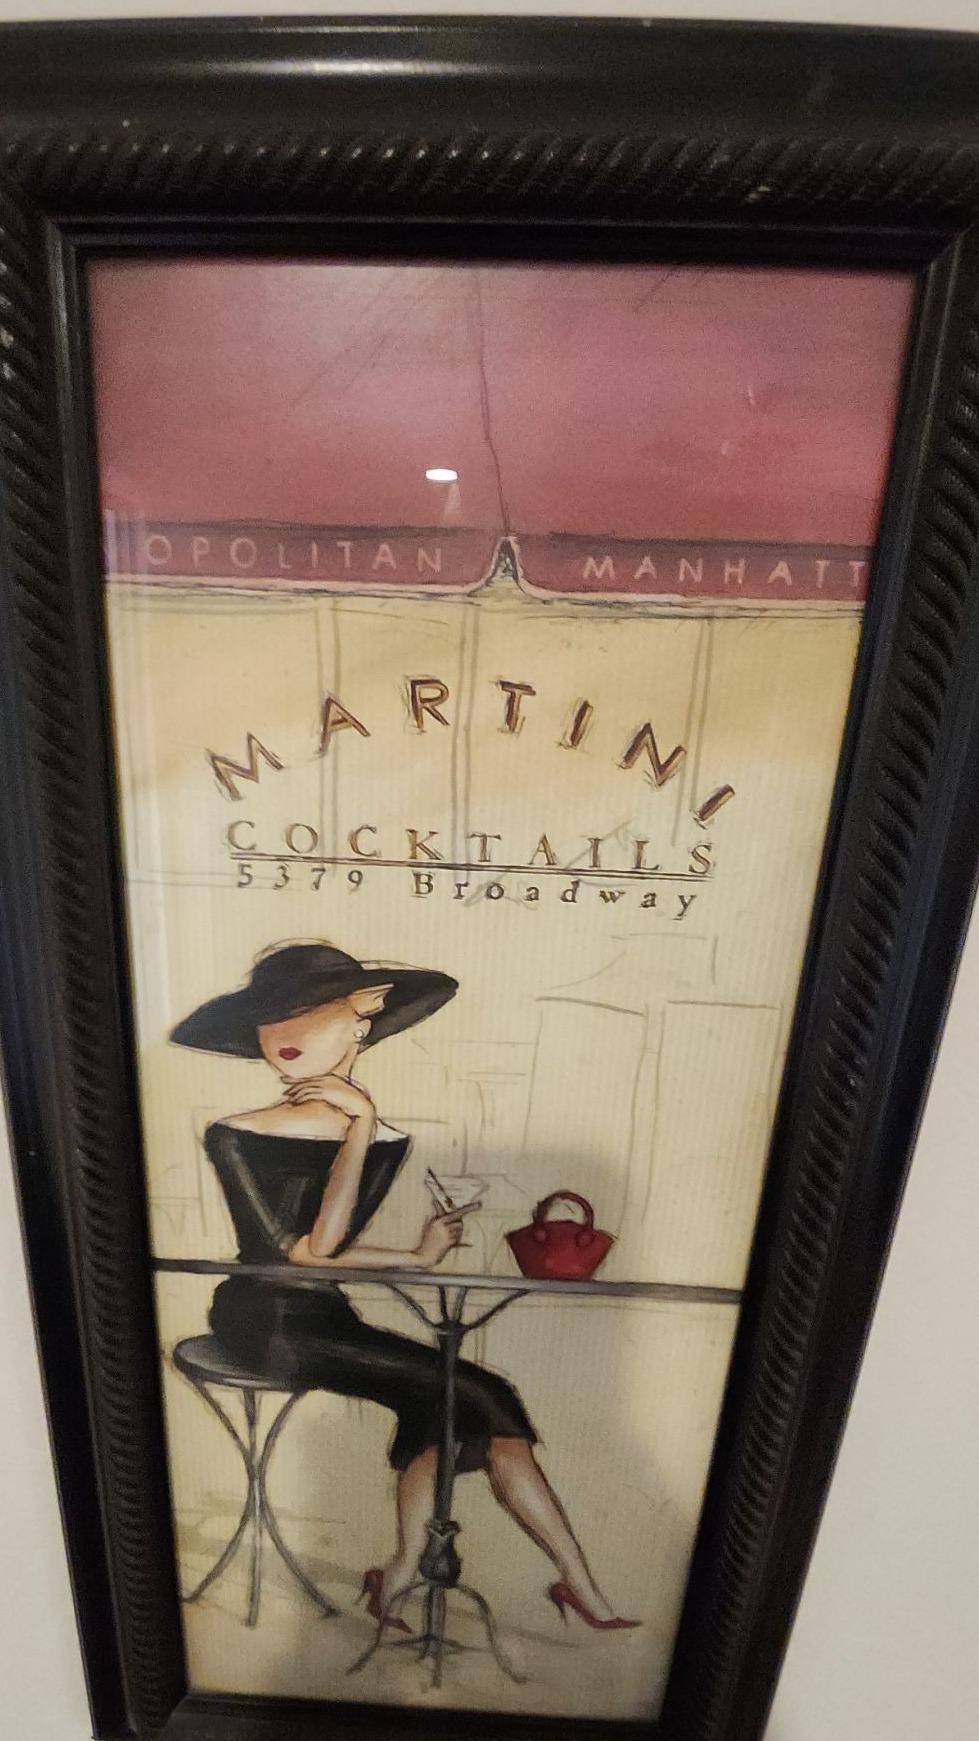 OPOLITAN MANHATT
MARTINI
COCKTAILS
5379 Broadway